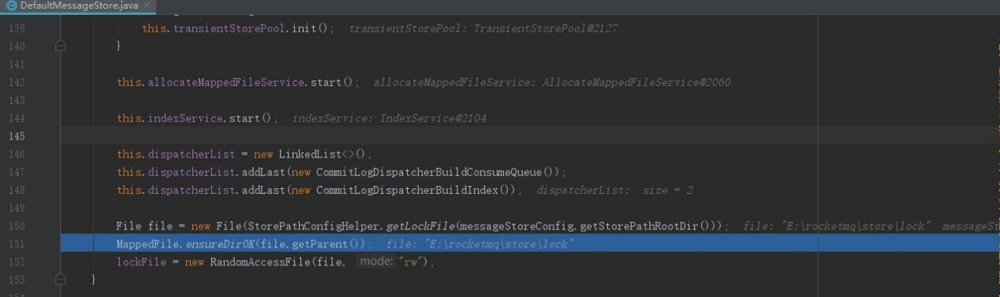 DefaultMessageStore.java
139 this.transientStorePool.init(); transientStorePool: TransientStorePool@2127
140 }
141
142 this.allocateMappedFileService.start(); allocateMappedFileService: AllocateMappedFileService@2060
143
144 this.indexService.start(); indexService: IndexService@2104
145
146 this.dispatcherList = new LinkedList<>();
147 this.dispatcherList.addLast(new CommitLogDispatcherBuildConsumeQueue());
148 this.dispatcherList.addLast(new CommitLogDispatcherBuildIndex()); dispatcherList: size = 2
149
150 File file = new File(StorePathConfigHelper.getLockFile(messageStoreConfig.getStorePathRootDir())); file: "E:\rocketmq\store\lock" messageSt
151 MappedFile.ensureDirOK(file.getParent()); file: "E:\rocketmq\store\lock"
152 lockFile = new RandomAccessFile(file, mode: "rw");
153 }